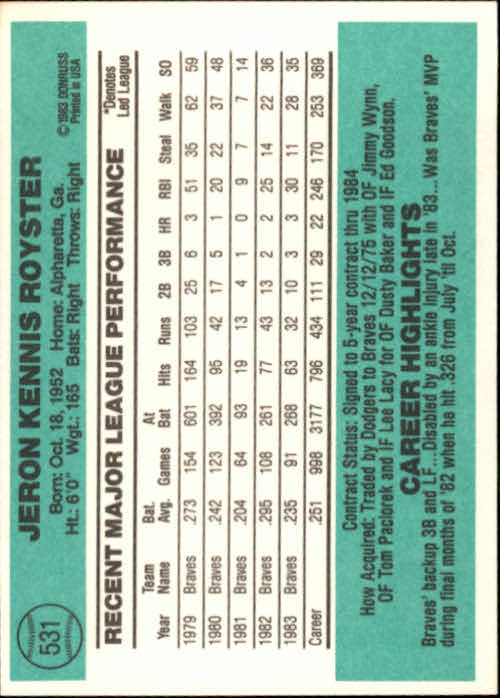 531
JERON KENNIS ROYSTER
Born: Oct. 18, 1952 Home: Alpharetta, Ga.
Ht.: 6'0" Wgt.: 165 Bats: Right Throws: Right
©1983 DONRUSS
Printed in USA
RECENT MAJOR LEAGUE PERFORMANCE
*Denotes
Led League
Year Team Name Bat. Avg. Games At Bat Hits Runs 2B 3B HR RBI Steal Walk SO
1979 Braves .273 154 601 164 103 25 6 3 51 35 62 59
1980 Braves .242 123 392 95 42 17 5 1 20 22 37 48
1981 Braves .204 64 93 19 13 4 1 0 9 7 7 14
1982 Braves .295 108 261 77 43 13 2 2 25 14 22 36
1983 Braves .235 91 268 63 32 10 3 3 30 11 28 35
Career .251 998 3177 796 434 111 29 22 246 170 253 369
Contract Status: Signed to 5-year contract thru 1984
How Acquired: Traded by Dodgers to Braves 12/12/75 with OF Jimmy Wynn,
OF Tom Paciorek and IF Lee Lacy for OF Dusty Baker and IF Ed Goodson.
CAREER HIGHLIGHTS
Braves' backup 3B and LF...Disabled by an ankle injury late in '83...Was Braves' MVP
during final months of '82 when he hit .326 from July 'til Oct.